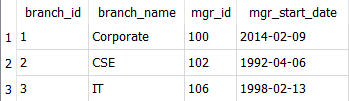 branch_id branch_name mgr_id mgr_start_date
1 1 Corporate 100 2014-02-09
2 2 CSE 102 1992-04-06
3 3 IT 106 1998-02-13